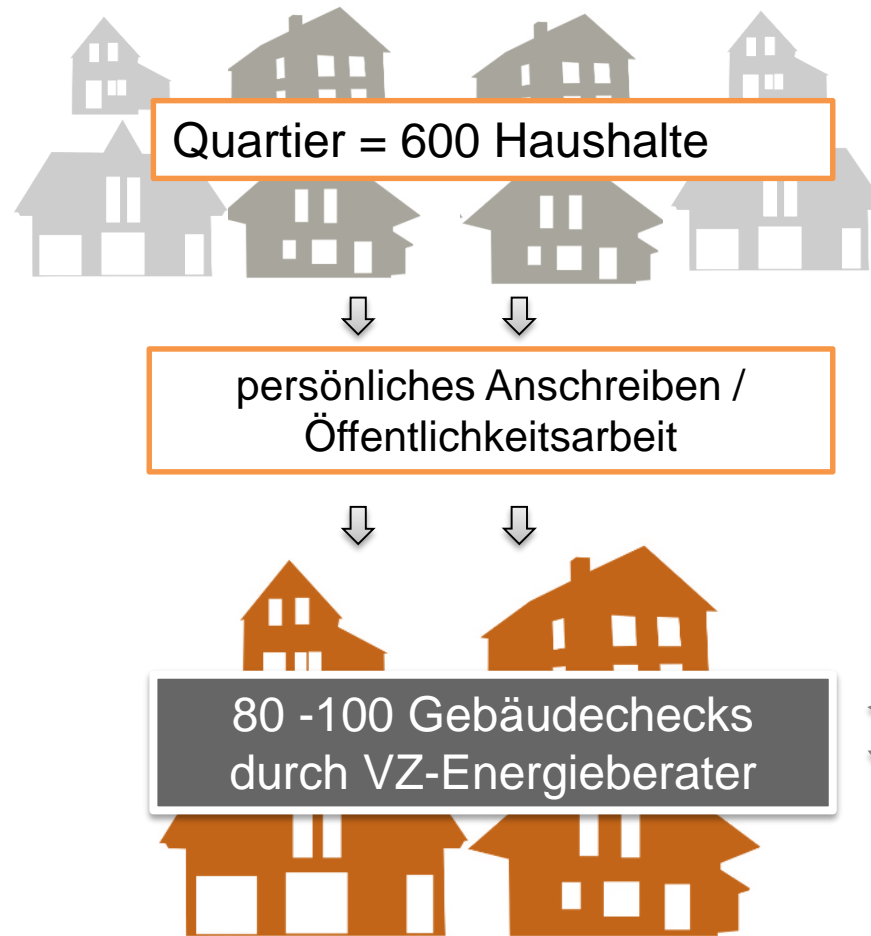 Quartier = 600 Haushalte
persönliches Anschreiben /
Öffentlichkeitsarbeit
80 -100 Gebäudechecks
durch VZ-Energieberater